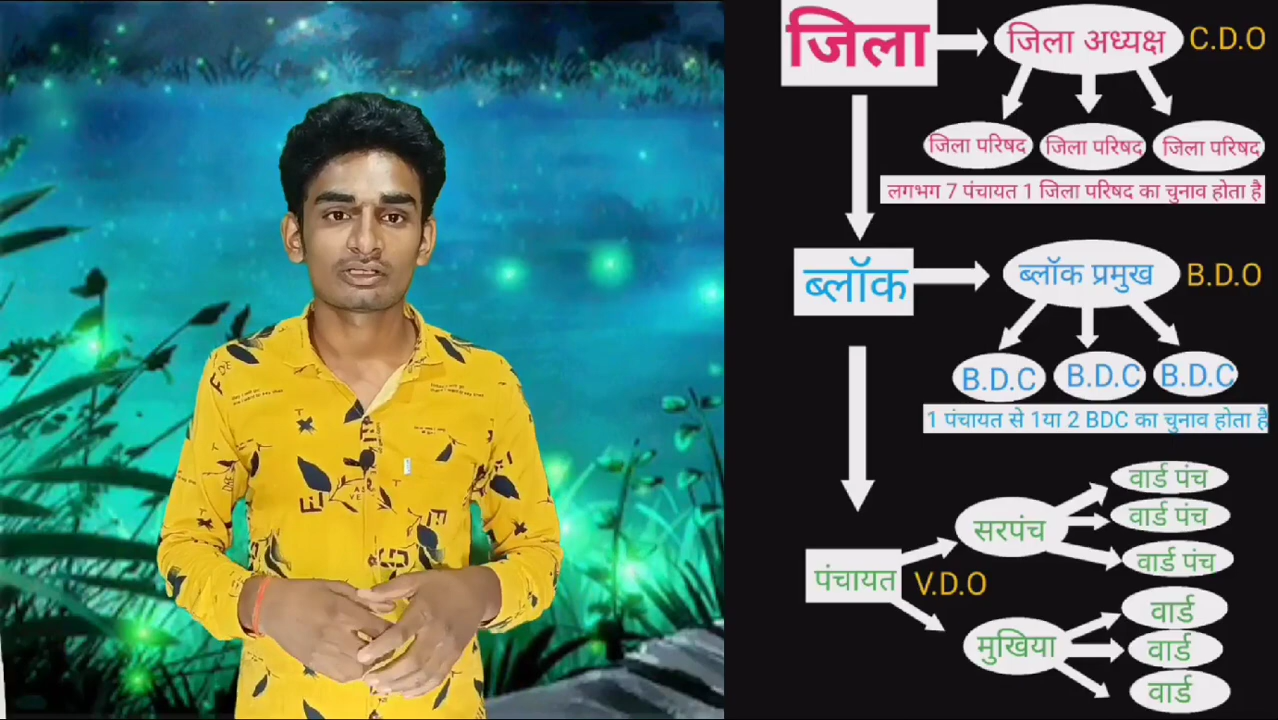 जिला
जिला अध्यक्ष
C.D.O
जिला परिषद
जिला परिषद
जिला परिषद
लगभग 7 पंचायत 1 जिला परिषद का चुनाव होता है
ब्लॉक
ब्लॉक प्रमुख
B.D.O
B.D.C
B.D.C
B.D.C
1 पंचायत से 1या 2 BDC का चुनाव होता है
पंचायत
V.D.O
सरपंच
वार्ड पंच
वार्ड पंच
वार्ड पंच
मुखिया
वार्ड
वार्ड
वार्ड